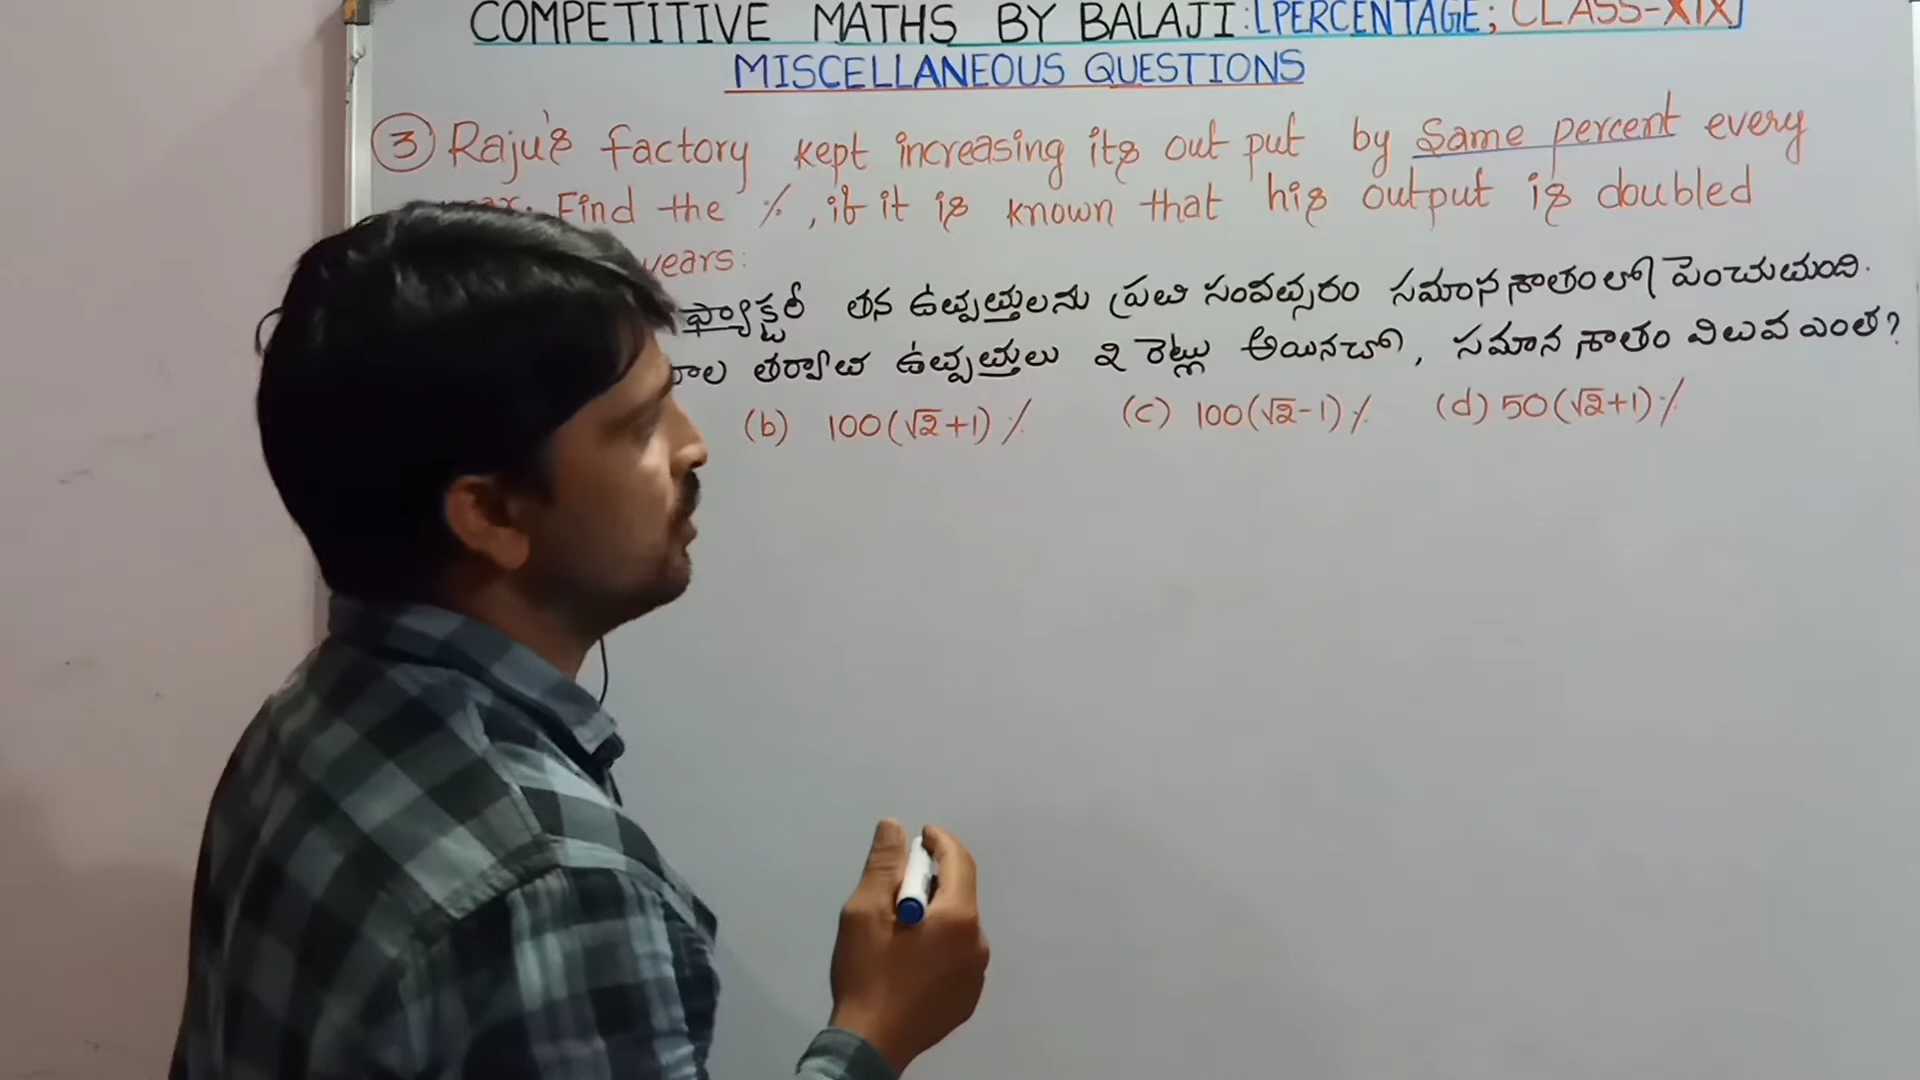 COMPETITIVE MATHS BY BALAJI:[PERCENTAGE; CLASS-XIX]
MISCELLANEOUS QUESTIONS
③ Raju's factory kept increasing its out put by Same percent every
Find the %, if it is known that his output is doubled
years:
ఫ్యాక్టరీ తన ఉత్పత్తులను ప్రతి సంవత్సరం సమాన శాతంలో పెంచుచుంది.
తర్వాత ఉత్పత్తులు 2 రెట్లు అయినచో, సమాన శాతం విలువ ఎంత?
(b) 100(√2+1)% (c) 100(√2-1)% (d) 50(√2+1)%